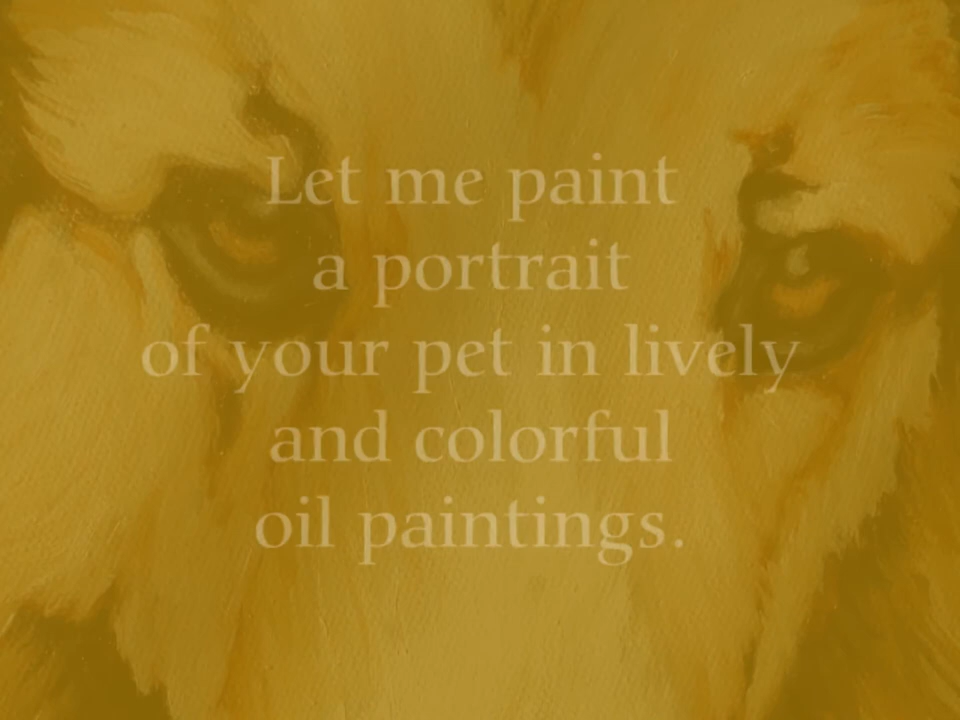 Let me paint
a portrait
of your pet in lively
and colorful
oil paintings.